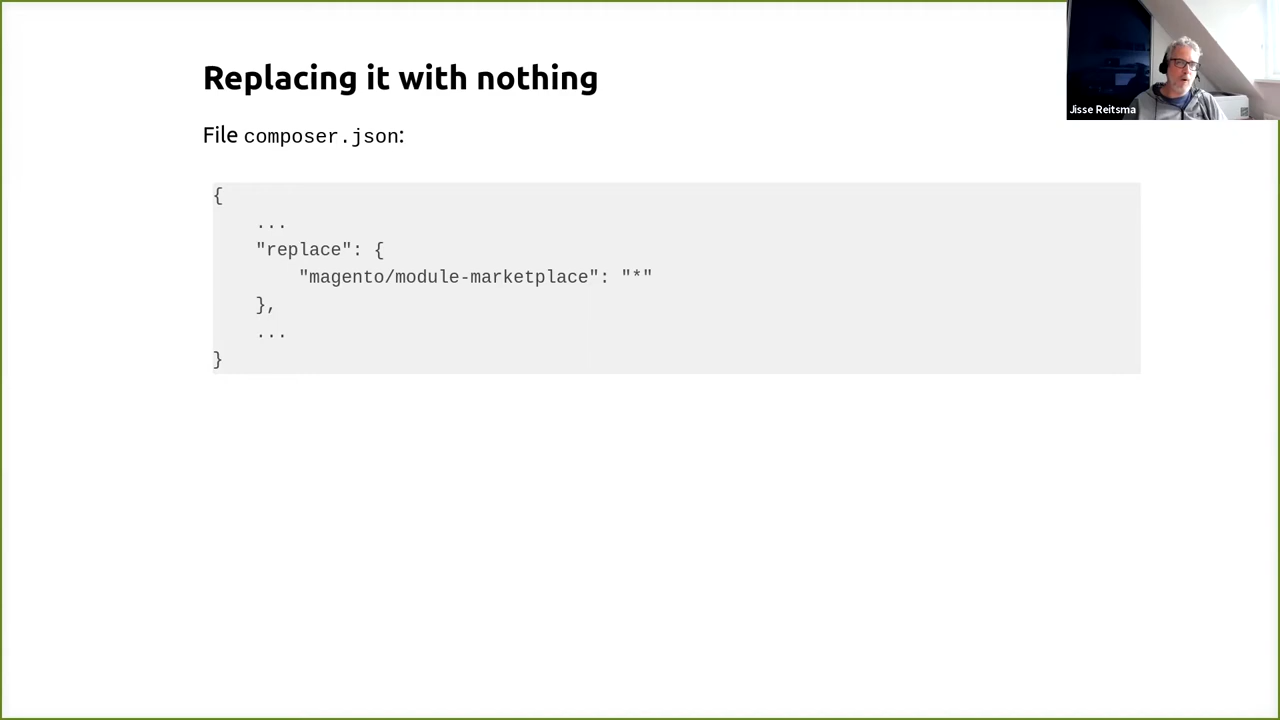 Replacing it with nothing
Jisse Reitsma
File composer.json:
{
    ...
    "replace": {
        "magento/module-marketplace": "*"
    },
    ...
}